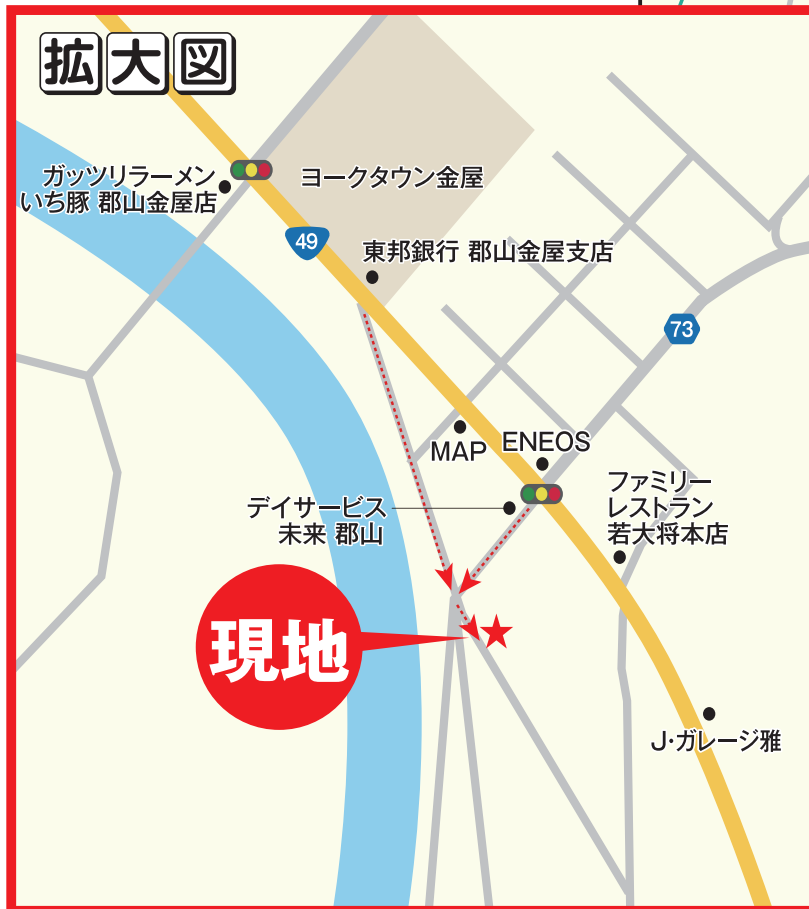 拡大図
ガッツリラーメン
いち豚 郡山金屋店
ヨークタウン金屋
49
東邦銀行 郡山金屋支店
73
MAP
ENEOS
デイサービス
未来 郡山
ファミリー
レストラン
若大将本店
現地
J・ガレージ雅